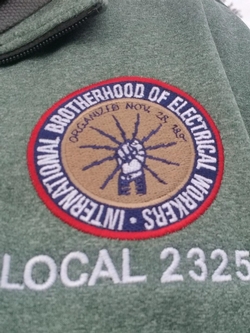 INTERNATIONAL BROTHERHOOD OF ELECTRICAL WORKERS ·
ORGANIZED NOV. 28, 1891
LOCAL 2325